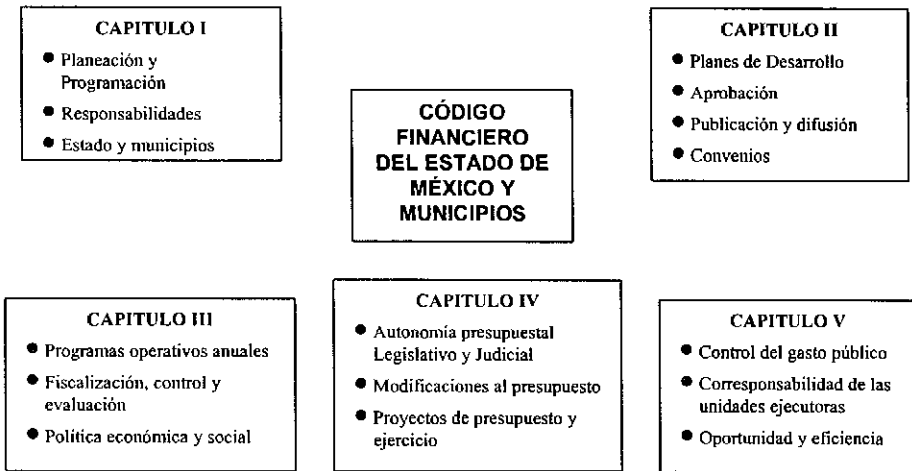 CAPITULO I
● Planeación y
Programación
● Responsabilidades
● Estado y municipios
CAPITULO II
● Planes de Desarrollo
● Aprobación
● Publicación y difusión
● Convenios
CÓDIGO
FINANCIERO
DEL ESTADO DE
MÉXICO Y
MUNICIPIOS
CAPITULO III
● Programas operativos anuales
● Fiscalización, control y
evaluación
● Política económica y social
CAPITULO IV
● Autonomía presupuestal
Legislativo y Judicial
● Modificaciones al presupuesto
● Proyectos de presupuesto y
ejercicio
CAPITULO V
● Control del gasto público
● Corresponsabilidad de las
unidades ejecutoras
● Oportunidad y eficiencia